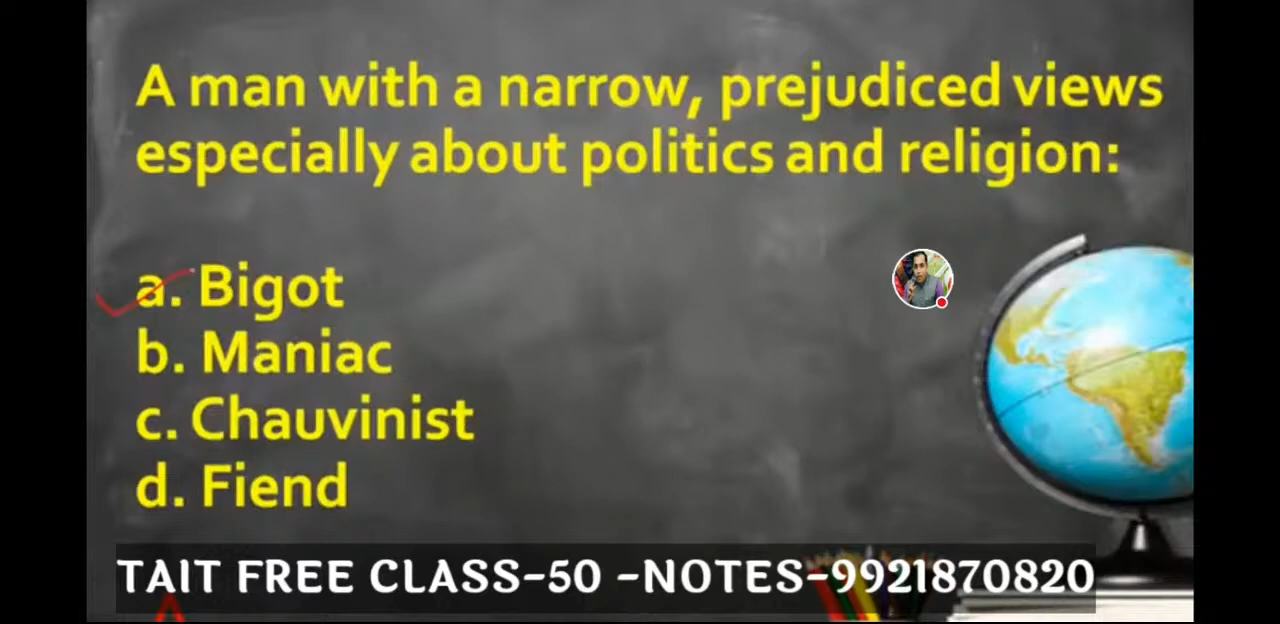 A man with a narrow, prejudiced views
especially about politics and religion:
a. Bigot
b. Maniac
c. Chauvinist
d. Fiend
TAIT FREE CLASS-50 -NOTES-9921870820